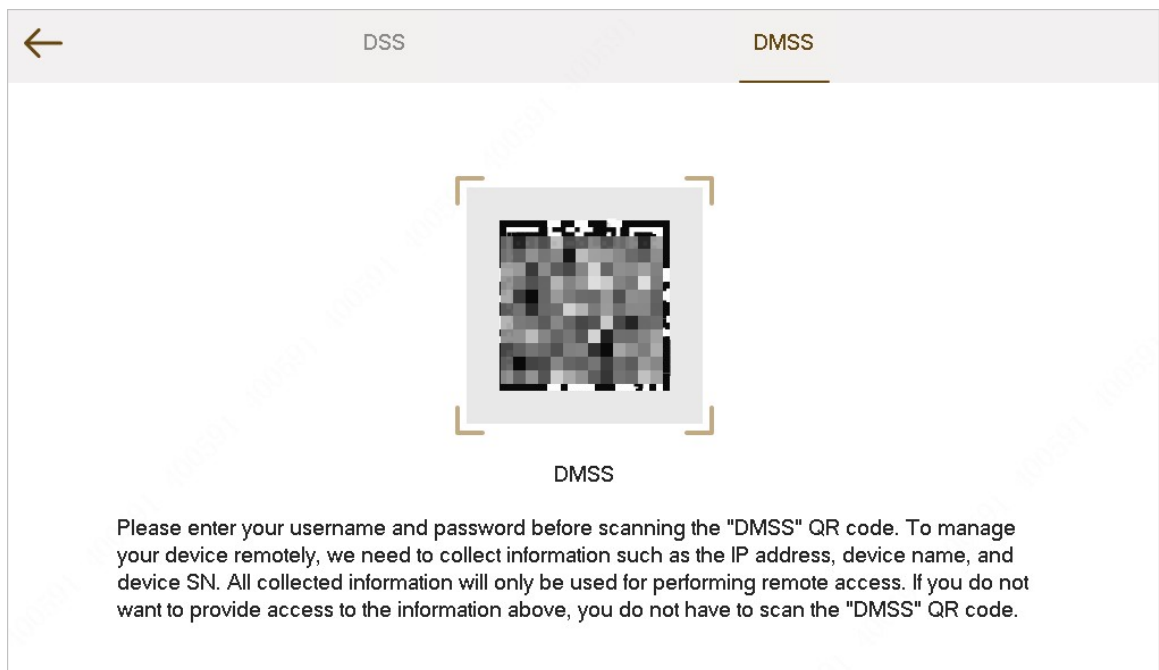 DSS
DMSS
DMSS
Please enter your username and password before scanning the "DMSS" QR code. To manage
your device remotely, we need to collect information such as the IP address, device name, and
device SN. All collected information will only be used for performing remote access. If you do not
want to provide access to the information above, you do not have to scan the "DMSS" QR code.